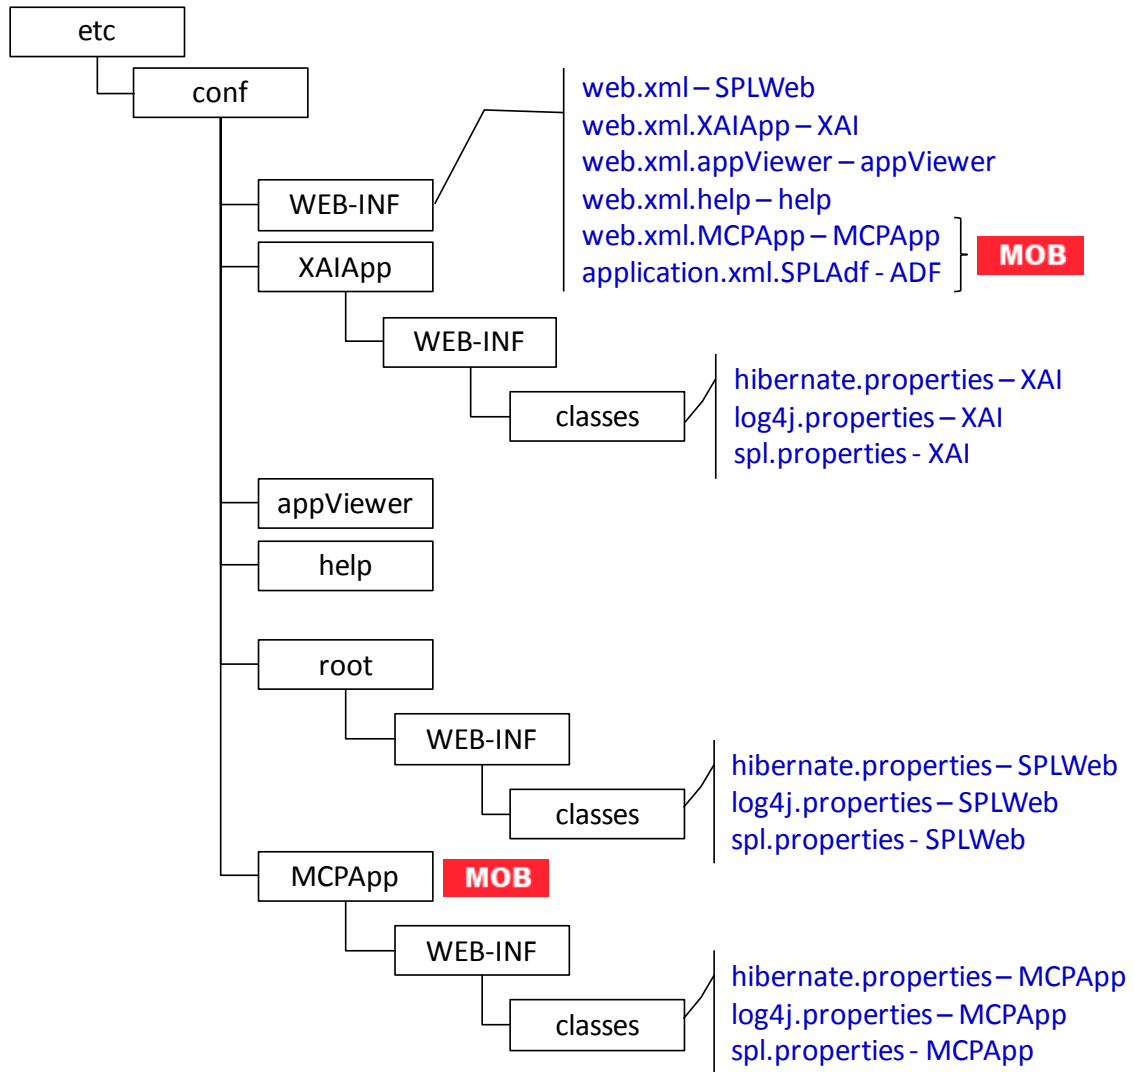 etc
conf
WEB-INF
web.xml – SPLWeb
web.xml.XAIApp – XAI
web.xml.appViewer – appViewer
web.xml.help – help
web.xml.MCPApp – MCPApp
application.xml.SPLAdf - ADF
MOB
XAIApp
WEB-INF
classes
hibernate.properties – XAI
log4j.properties – XAI
spl.properties - XAI
appViewer
help
root
WEB-INF
classes
hibernate.properties – SPLWeb
log4j.properties – SPLWeb
spl.properties - SPLWeb
MCPApp
MOB
WEB-INF
classes
hibernate.properties – MCPApp
log4j.properties – MCPApp
spl.properties - MCPApp